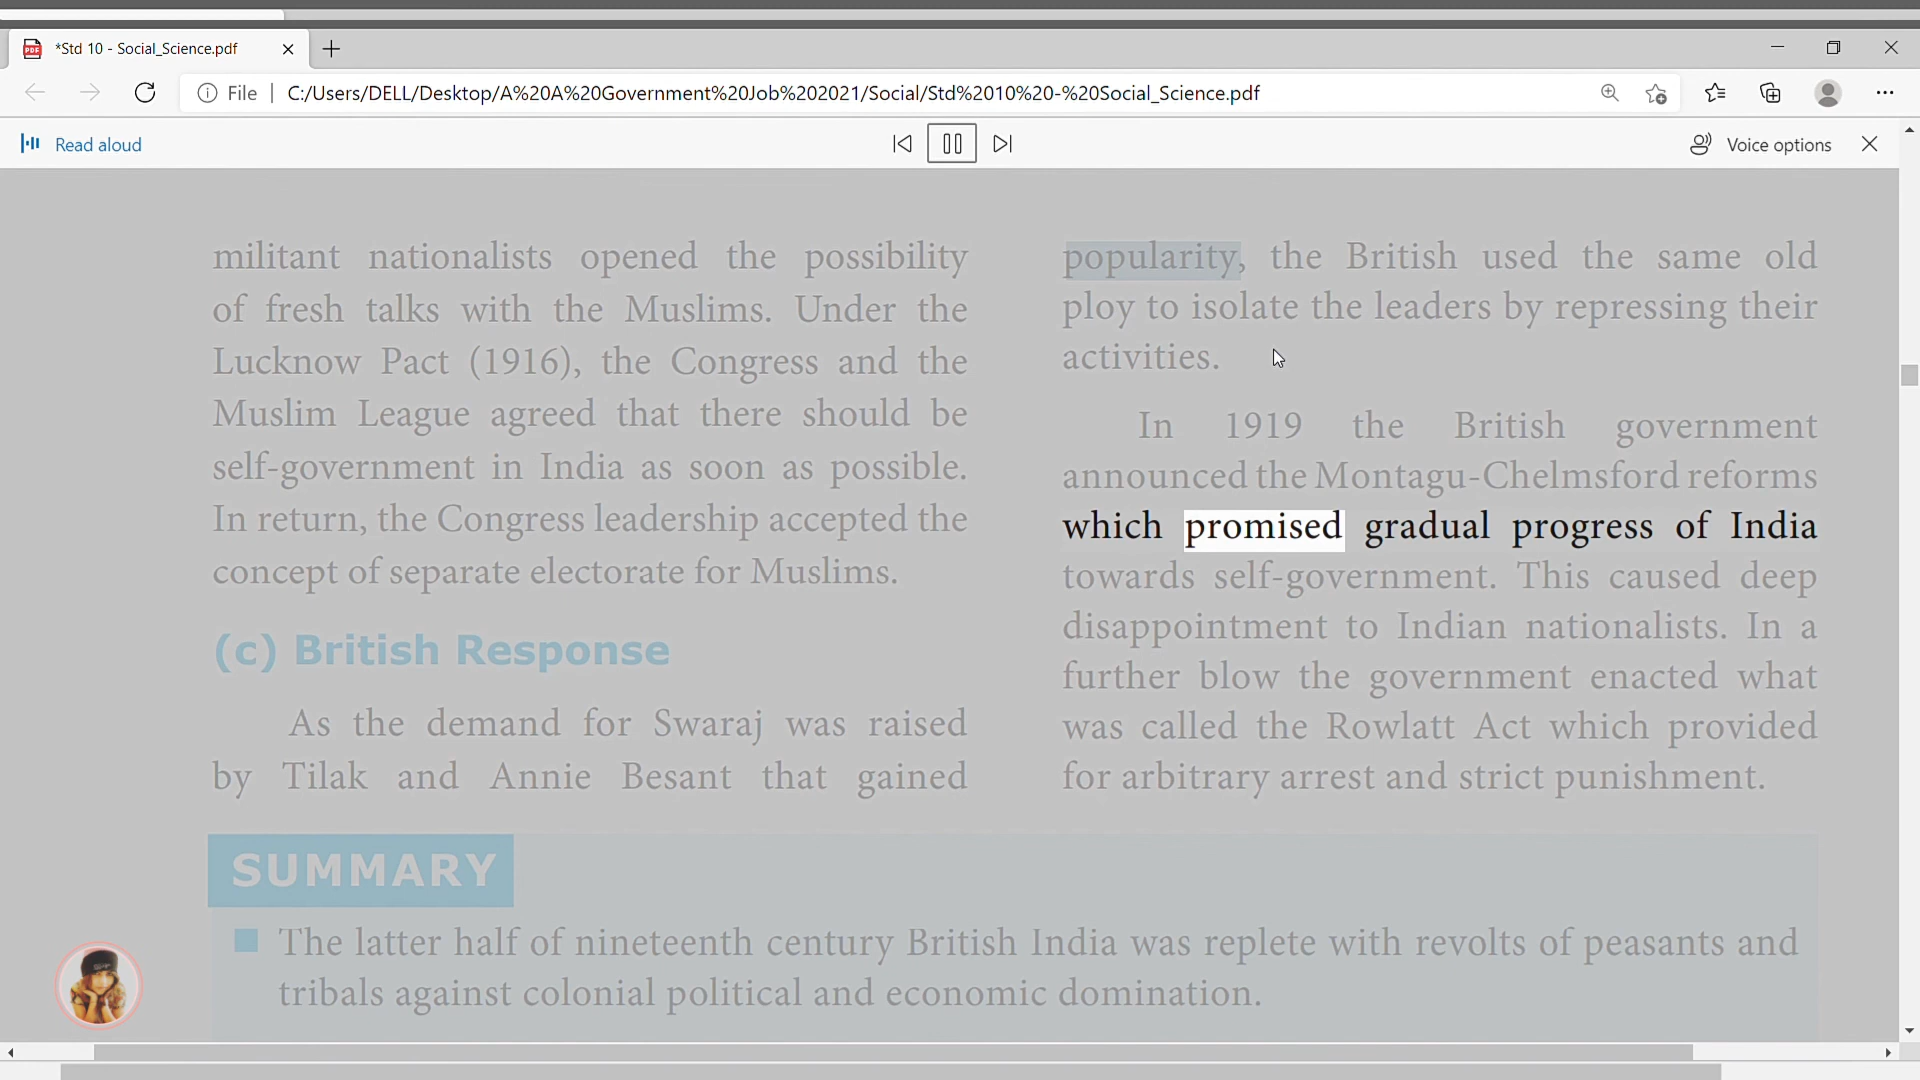 *Std 10 - Social_Science.pdf
File
C:/Users/DELL/Desktop/A%20A%20Government%20Job%202021/Social/Std%2010%20-%20Social_Science.pdf
Read aloud
Voice options
militant nationalists opened the possibility
of fresh talks with the Muslims. Under the
Lucknow Pact (1916), the Congress and the
Muslim League agreed that there should be
self-government in India as soon as possible.
In return, the Congress leadership accepted the
concept of separate electorate for Muslims.
(c) British Response
As the demand for Swaraj was raised
by Tilak and Annie Besant that gained
popularity, the British used the same old
ploy to isolate the leaders by repressing their
activities.
In 1919 the British government
announced the Montagu-Chelmsford reforms
which promised gradual progress of India
towards self-government. This caused deep
disappointment to Indian nationalists. In a
further blow the government enacted what
was called the Rowlatt Act which provided
for arbitrary arrest and strict punishment.
SUMMARY
The latter half of nineteenth century British India was replete with revolts of peasants and
tribals against colonial political and economic domination.